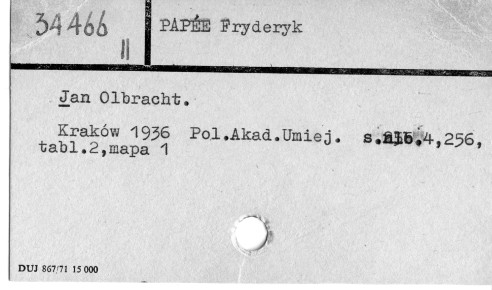 34466
II
PAPÉE Fryderyk
Jan Olbracht.
Kraków 1936 Pol.Akad.Umiej. s. 4,256,
tabl.2,mapa 1
DUJ 867/71 15 000